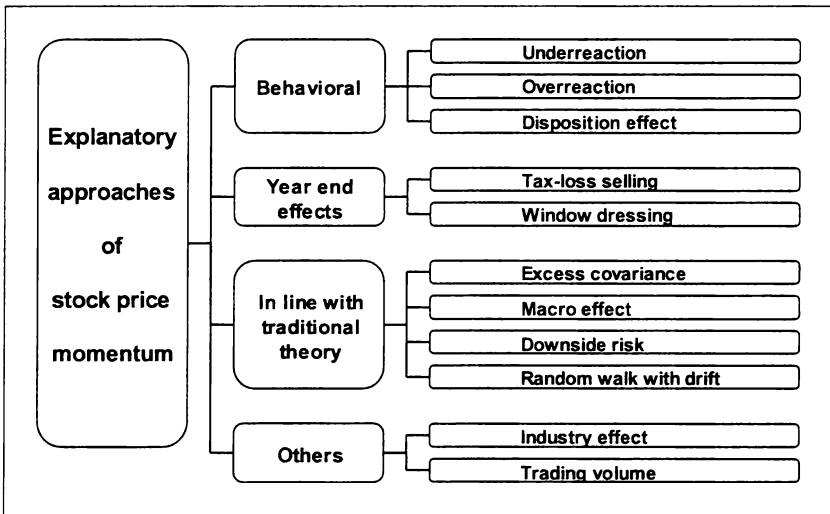 Explanatory
approaches
of
stock price
momentum
Behavioral
Underreaction
Overreaction
Disposition effect
Year end
effects
Tax-loss selling
Window dressing
In line with
traditional
theory
Excess covariance
Macro effect
Downside risk
Random walk with drift
Others
Industry effect
Trading volume